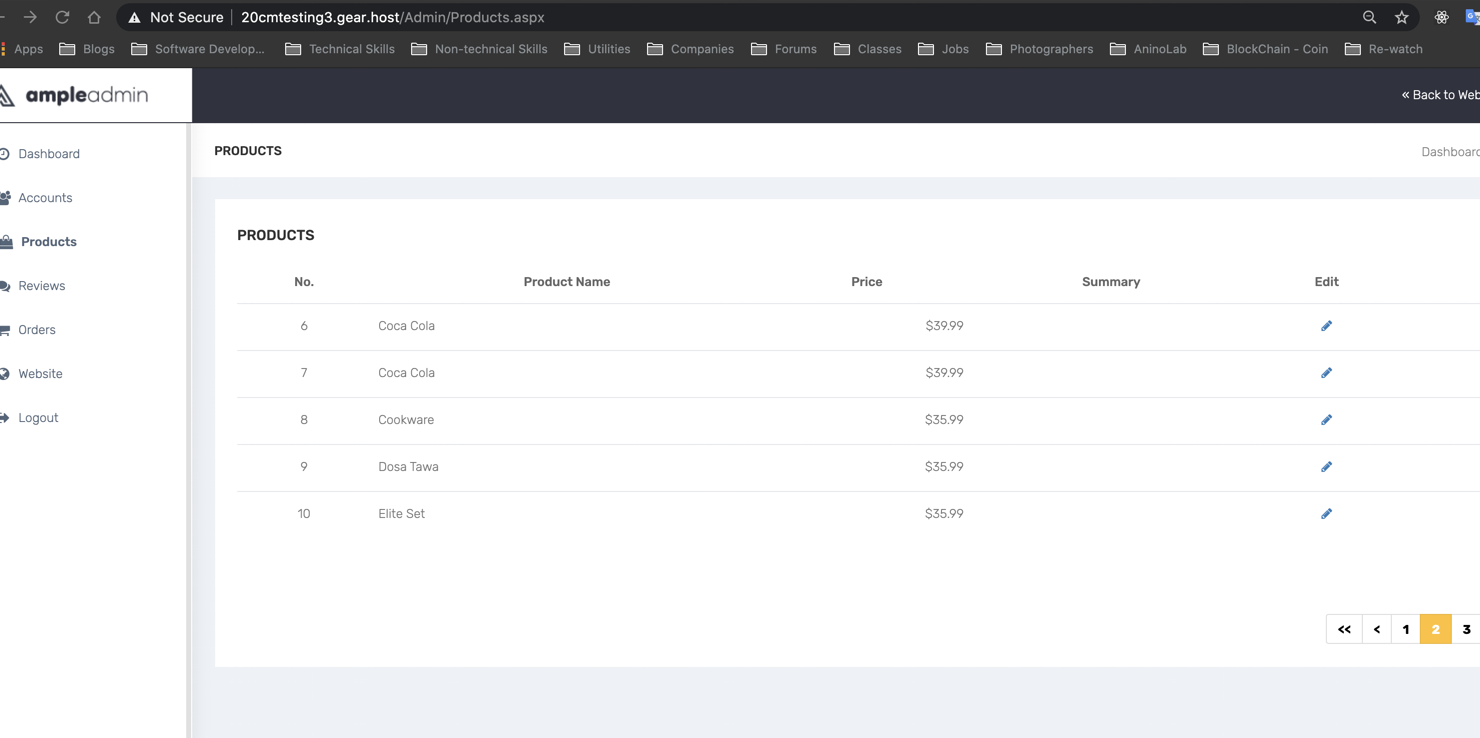 Not Secure 20cmtesting3.gear.host/Admin/Products.aspx
Apps Blogs Software Develop... Technical Skills Non-technical Skills Utilities Companies Forums Classes Jobs Photographers AninoLab BlockChain - Coin Re-watch
ampleadmin
« Back to Web
Dashboard
Accounts
Products
Reviews
Orders
Website
Logout
PRODUCTS
Dashboard
PRODUCTS
No. Product Name Price Summary Edit
6 Coca Cola $39.99
7 Coca Cola $39.99
8 Cookware $35.99
9 Dosa Tawa $35.99
10 Elite Set $35.99
<< < 1 2 3